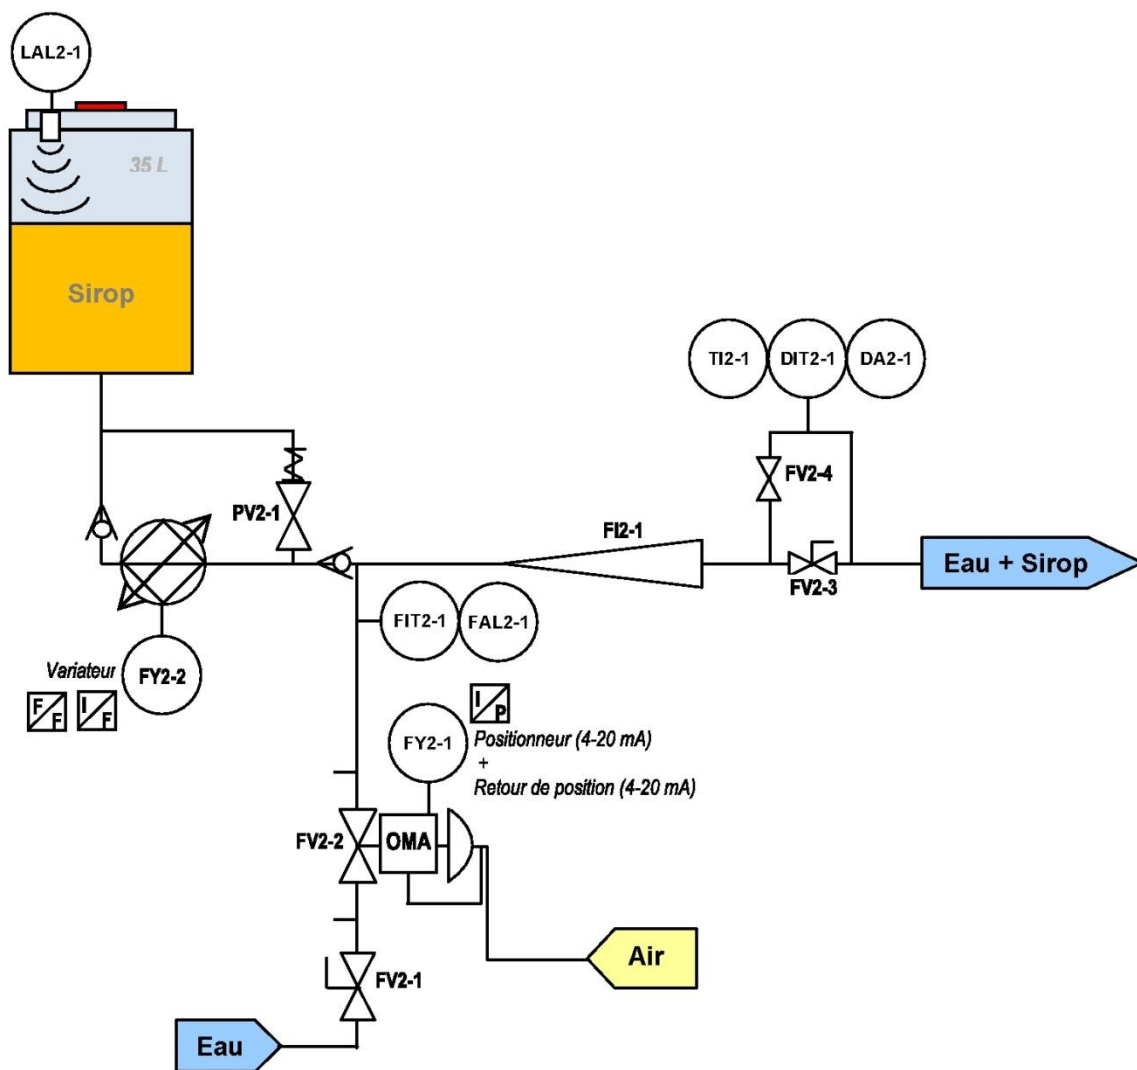 LAL2-1
35 L
Sirop
TI2-1
DIT2-1
DA2-1
FV2-4
PV2-1
FI2-1
Eau + Sirop
FV2-3
FIT2-1
FAL2-1
Variateur
FY2-2
F
F
I
F
I
P
FY2-1
Positionneur (4-20 mA)
+
Retour de position (4-20 mA)
FV2-2
OMA
Air
FV2-1
Eau